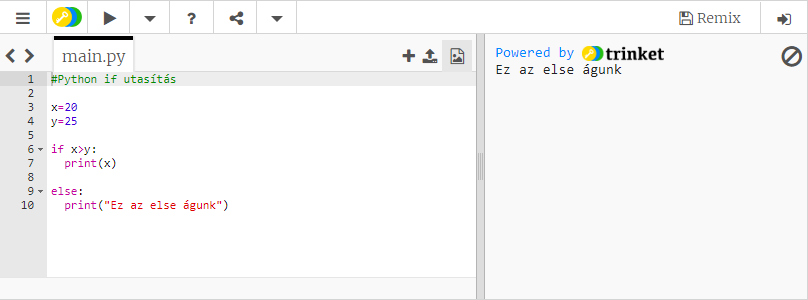 ? Remix
main.py
Powered by trinket
Ez az else águnk
1 #Python if utasítás
2
3 x=20
4 y=25
5
6 if x>y:
7 print(x)
8
9 else:
10 print("Ez az else águnk")